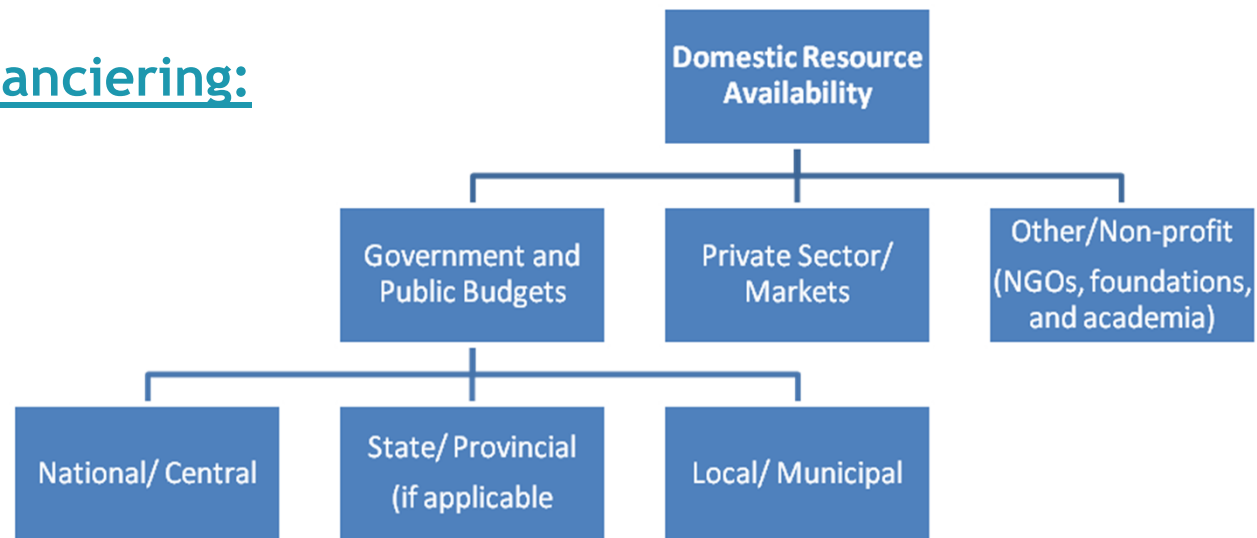 anciering:
Domestic Resource
Availability
Government and
Public Budgets
Private Sector/
Markets
Other/Non-profit
(NGOs, foundations,
and academia)
National/ Central
State/ Provincial
(if applicable
Local/ Municipal